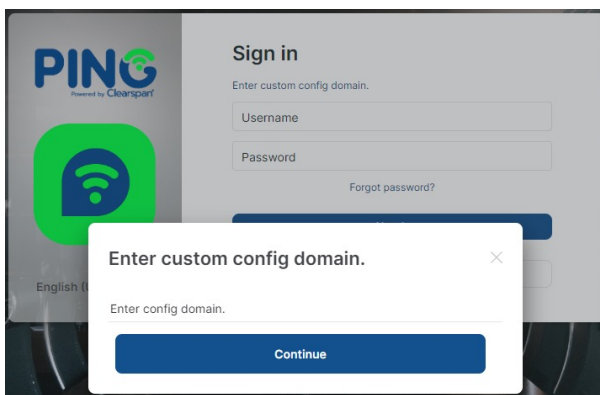 PING
Powered by Clearspan
Sign in
Enter custom config domain.
Username
Password
Forgot password?
English (
Enter custom config domain.
Enter config domain.
Continue